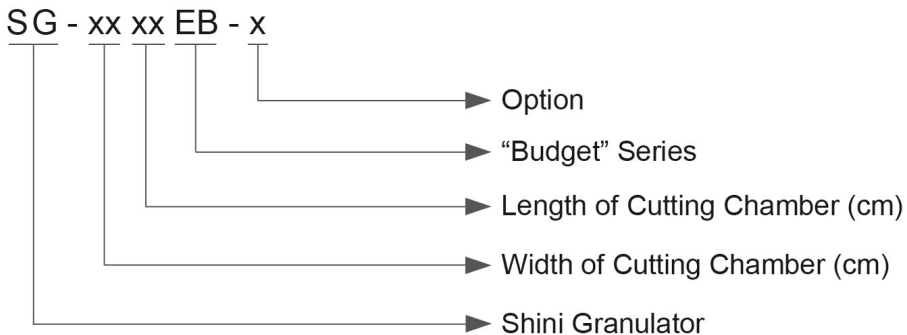 SG - xx xx EB - x
Option
“Budget” Series
Length of Cutting Chamber (cm)
Width of Cutting Chamber (cm)
Shini Granulator